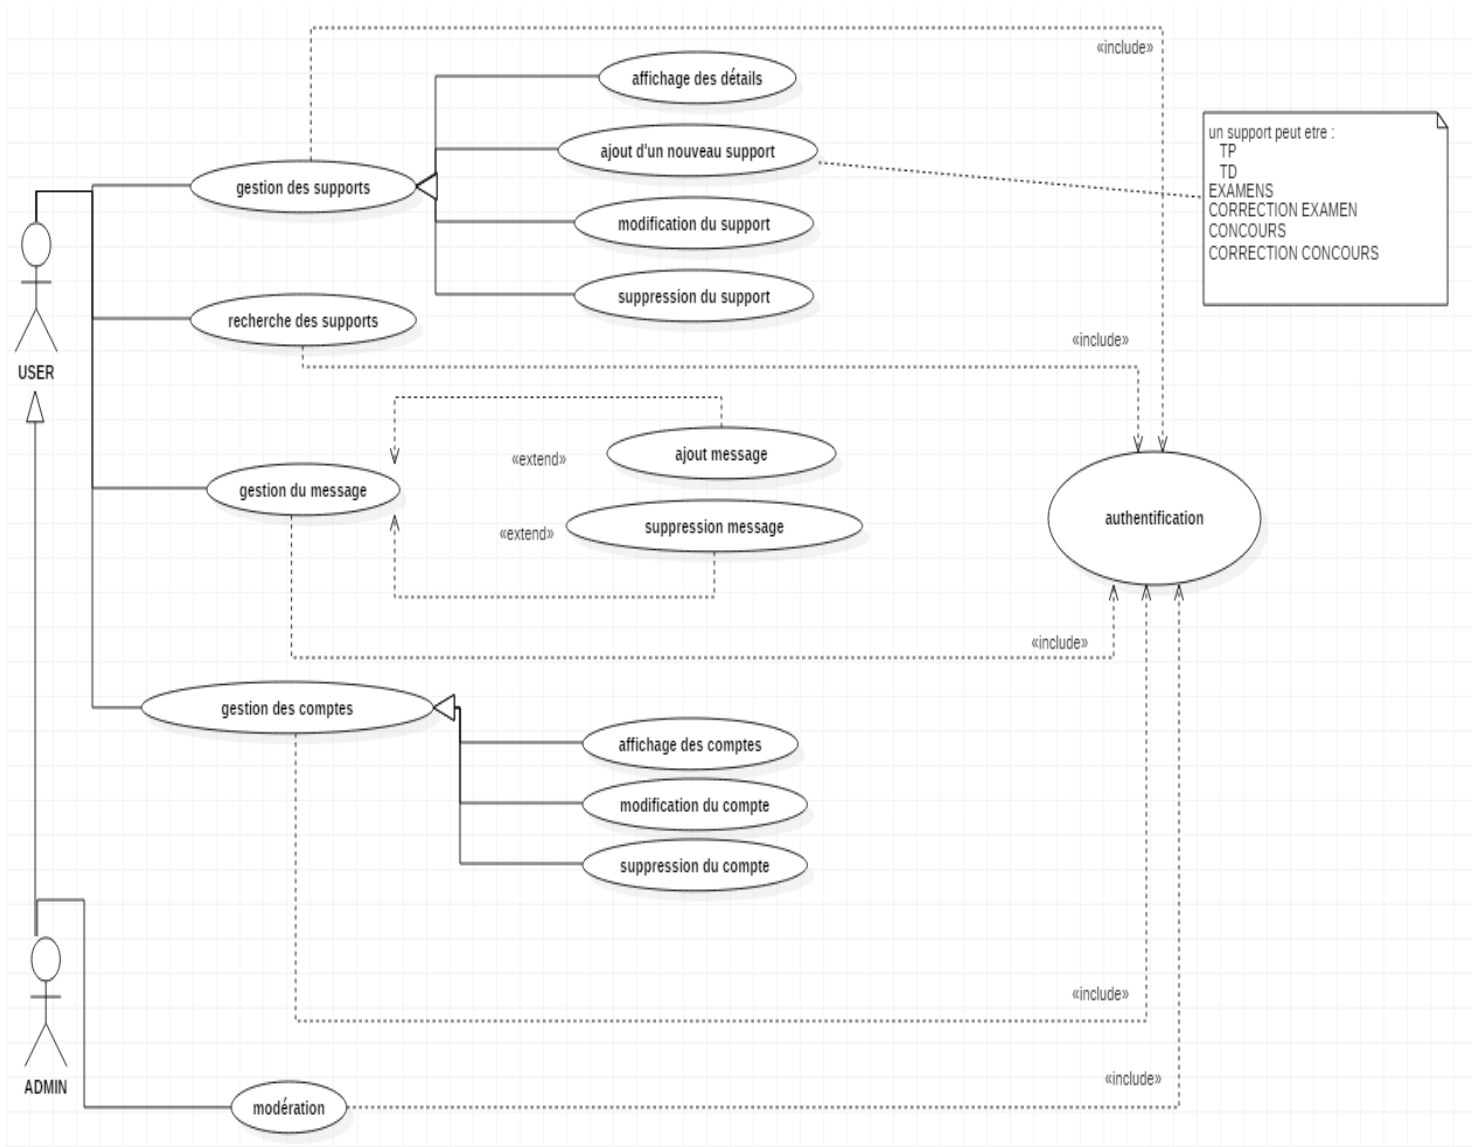 «include»
affichage des détails
un support peut etre :
TP
TD
EXAMENS
CORRECTION EXAMEN
CONCOURS
CORRECTION CONCOURS
ajout d'un nouveau support
gestion des supports
modification du support
suppression du support
recherche des supports
«include»
USER
ajout message
«extend»
gestion du message
suppression message
«extend»
authentification
«include»
gestion des comptes
affichage des comptes
modification du compte
suppression du compte
«include»
ADMIN
«include»
modération